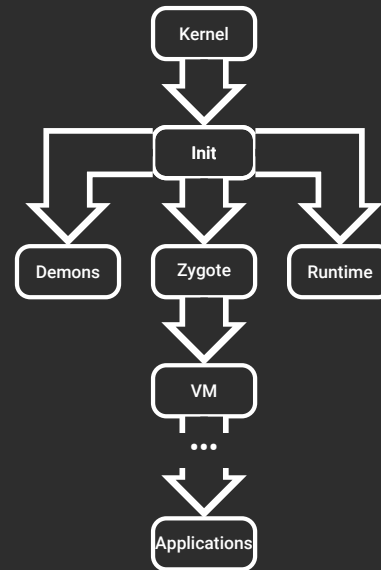 Kernel
Init
Demons
Zygote
Runtime
VM
...
Applications